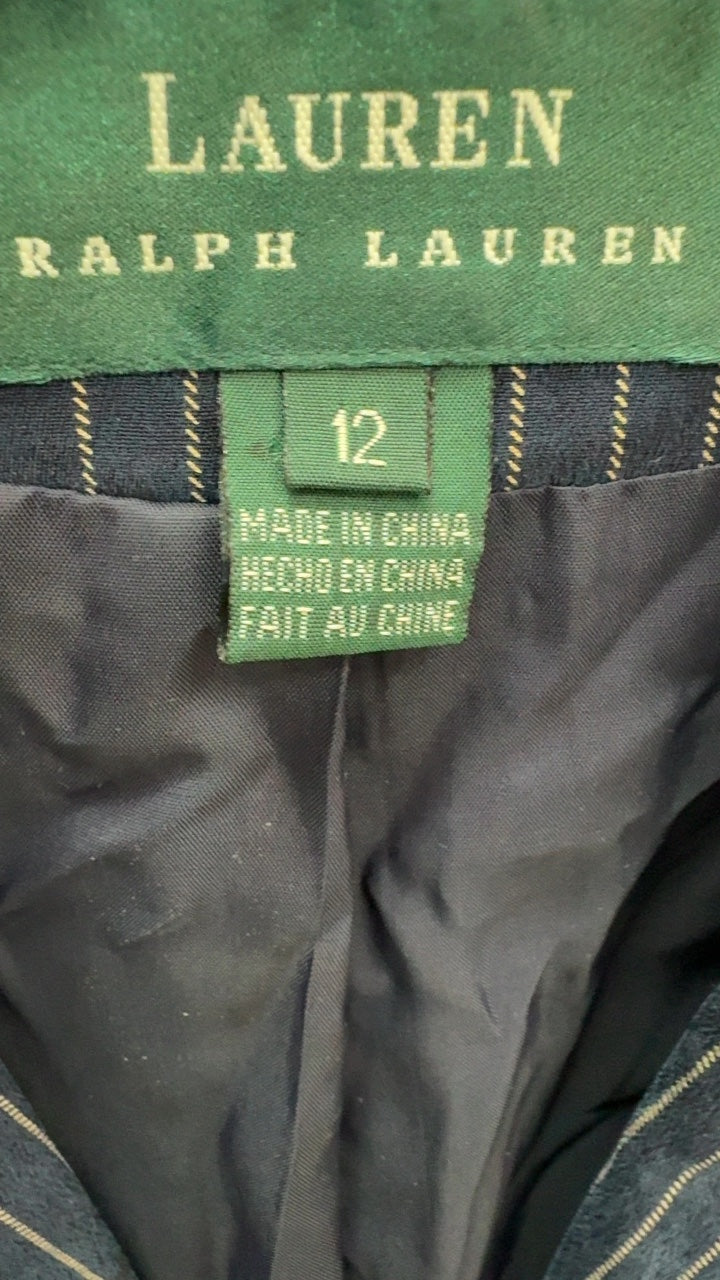 LAUREN
RALPH LAUREN
12
MADE IN CHINA
HECHO EN CHINA
FAIT AU CHINE